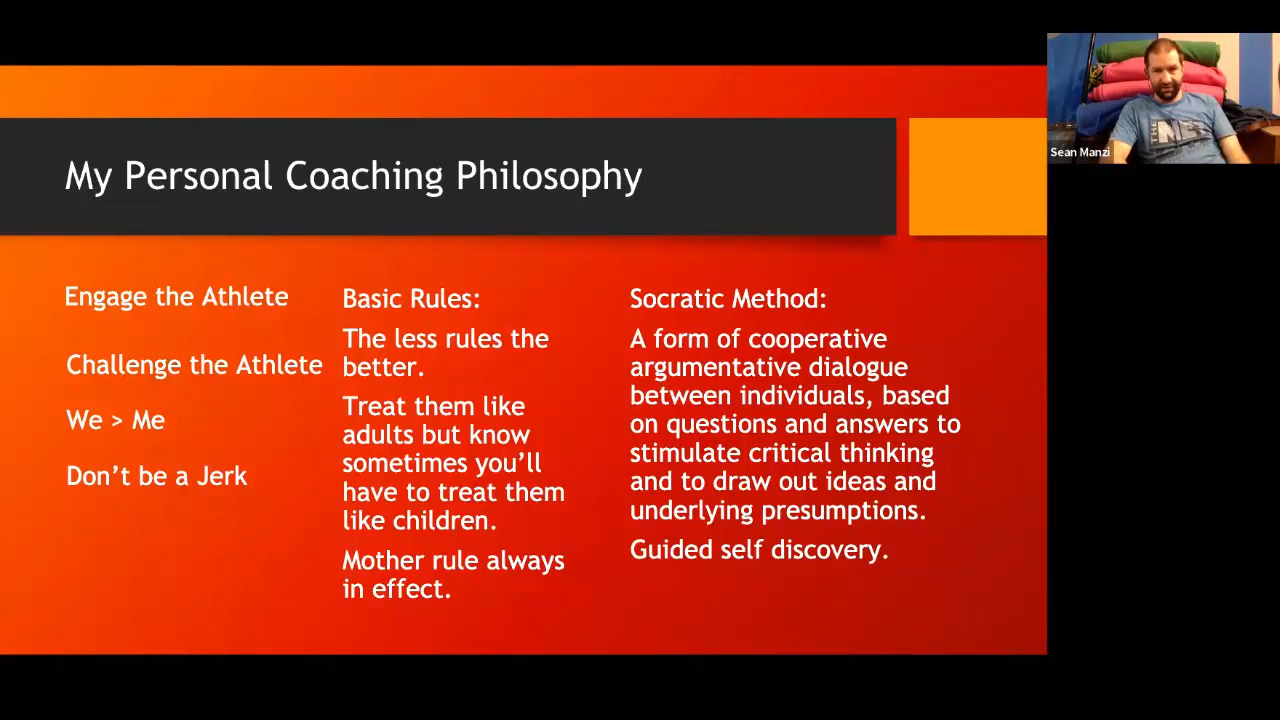 My Personal Coaching Philosophy
Engage the Athlete
Challenge the Athlete
We > Me
Don't be a Jerk
Basic Rules:
The less rules the
better.
Treat them like
adults but know
sometimes you'll
have to treat them
like children.
Mother rule always
in effect.
Socratic Method:
A form of cooperative
argumentative dialogue
between individuals, based
on questions and answers to
stimulate critical thinking
and to draw out ideas and
underlying presumptions.
Guided self discovery.
THE
Sean Manzi